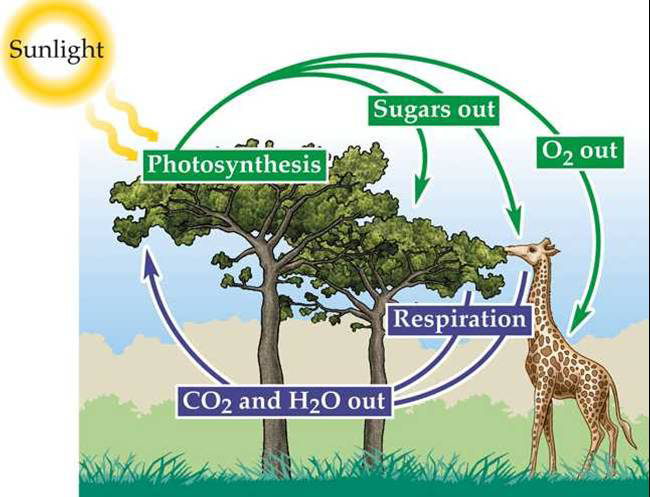 Sunlight
Sugars out
O₂ out
Photosynthesis
Respiration
CO₂ and H₂O out